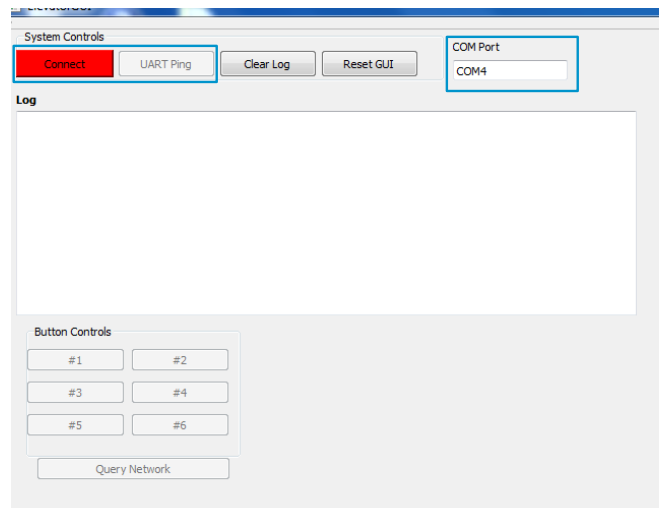 System Controls
COM Port
Connect
UART Ping
Clear Log
Reset GUI
COM4
Log
Button Controls
#1
#2
#3
#4
#5
#6
Query Network